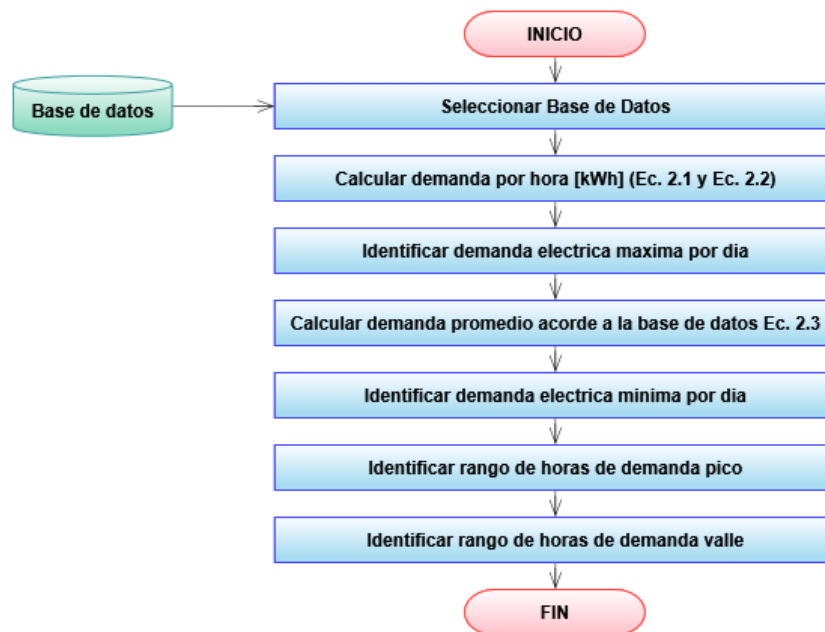 INICIO
Base de datos
Seleccionar Base de Datos
Calcular demanda por hora [kWh] (Ec. 2.1 y Ec. 2.2)
Identificar demanda electrica maxima por dia
Calcular demanda promedio acorde a la base de datos Ec. 2.3
Identificar demanda electrica minima por dia
Identificar rango de horas de demanda pico
Identificar rango de horas de demanda valle
FIN